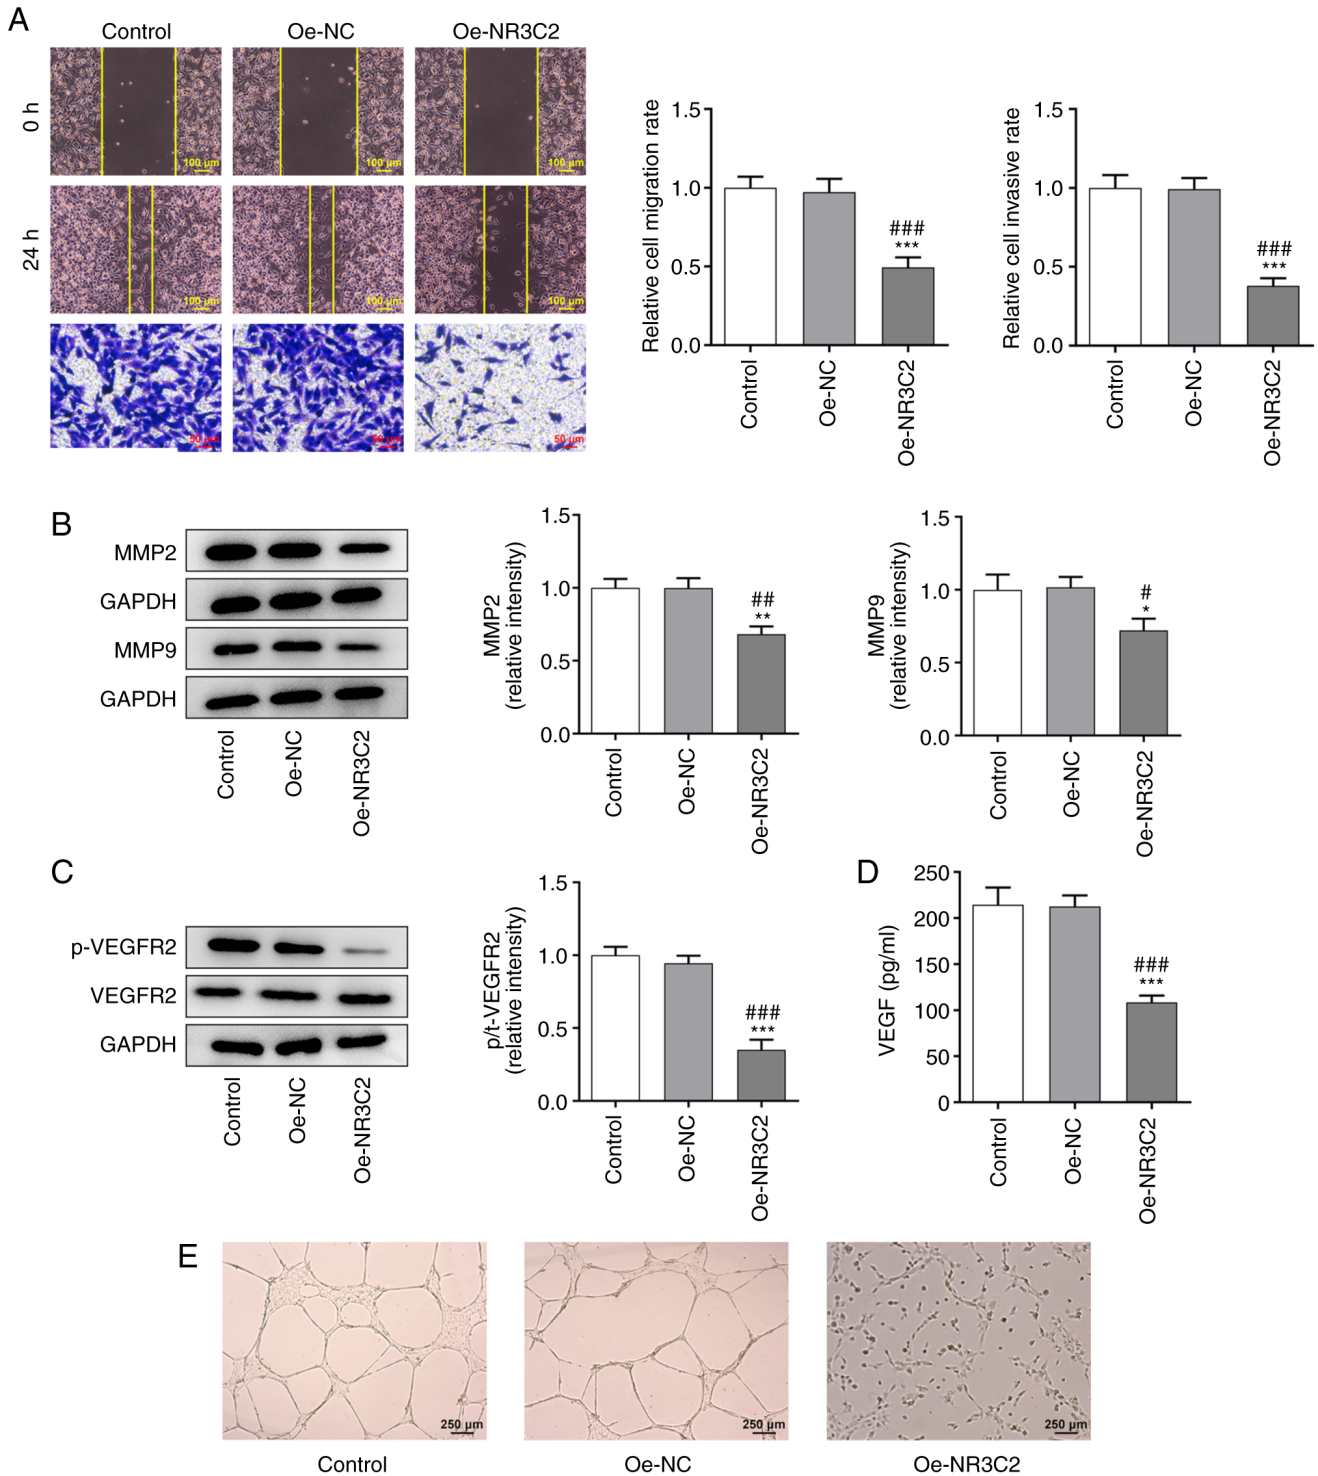 A
Control
Oe-NC
Oe-NR3C2
0 h
100 µm
100 µm
100 µm
24 h
100 µm
100 µm
100 µm
50 µm
50 µm
50 µm
Relative cell migration rate
1.5
1.0
0.5
0.0
###
***
Control
Oe-NC
Oe-NR3C2
Relative cell invasive rate
1.5
1.0
0.5
0.0
###
***
Control
Oe-NC
Oe-NR3C2
B
MMP2
GAPDH
MMP9
GAPDH
Control
Oe-NC
Oe-NR3C2
MMP2
(relative intensity)
1.5
1.0
0.5
0.0
##
**
Control
Oe-NC
Oe-NR3C2
MMP9
(relative intensity)
1.5
1.0
0.5
0.0
#
*
Control
Oe-NC
Oe-NR3C2
C
p-VEGFR2
VEGFR2
GAPDH
Control
Oe-NC
Oe-NR3C2
p/t-VEGFR2
(relative intensity)
1.5
1.0
0.5
0.0
###
***
Control
Oe-NC
Oe-NR3C2
D
VEGF (pg/ml)
250
200
150
100
50
0
###
***
Control
Oe-NC
Oe-NR3C2
E
250 µm
250 µm
250 µm
Control
Oe-NC
Oe-NR3C2